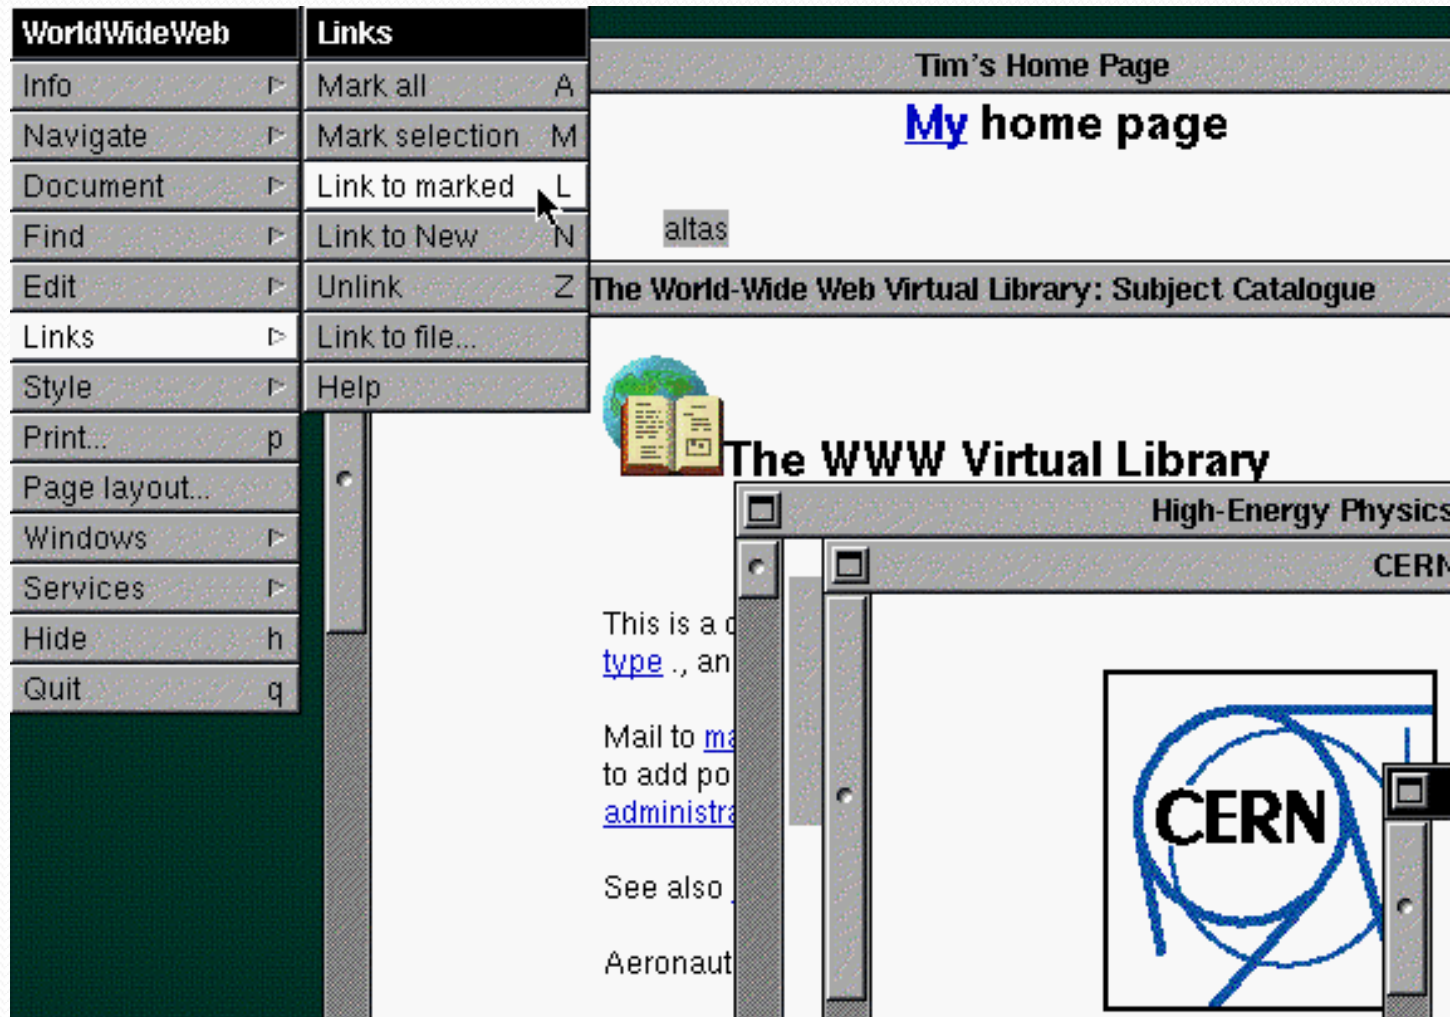 WorldWideWeb
Info
Navigate
Document
Find
Edit
Links
Style
Print... p
Page layout...
Windows
Services
Hide h
Quit q
Links
Mark all A
Mark selection M
Link to marked L
Link to New N
Unlink Z
Link to file...
Help
Tim's Home Page
My home page
altas
The World-Wide Web Virtual Library: Subject Catalogue
The WWW Virtual Library
This is a
type ., an
Mail to
to add po
administra
See also
Aeronaut
High-Energy Physics
CERN
CERN